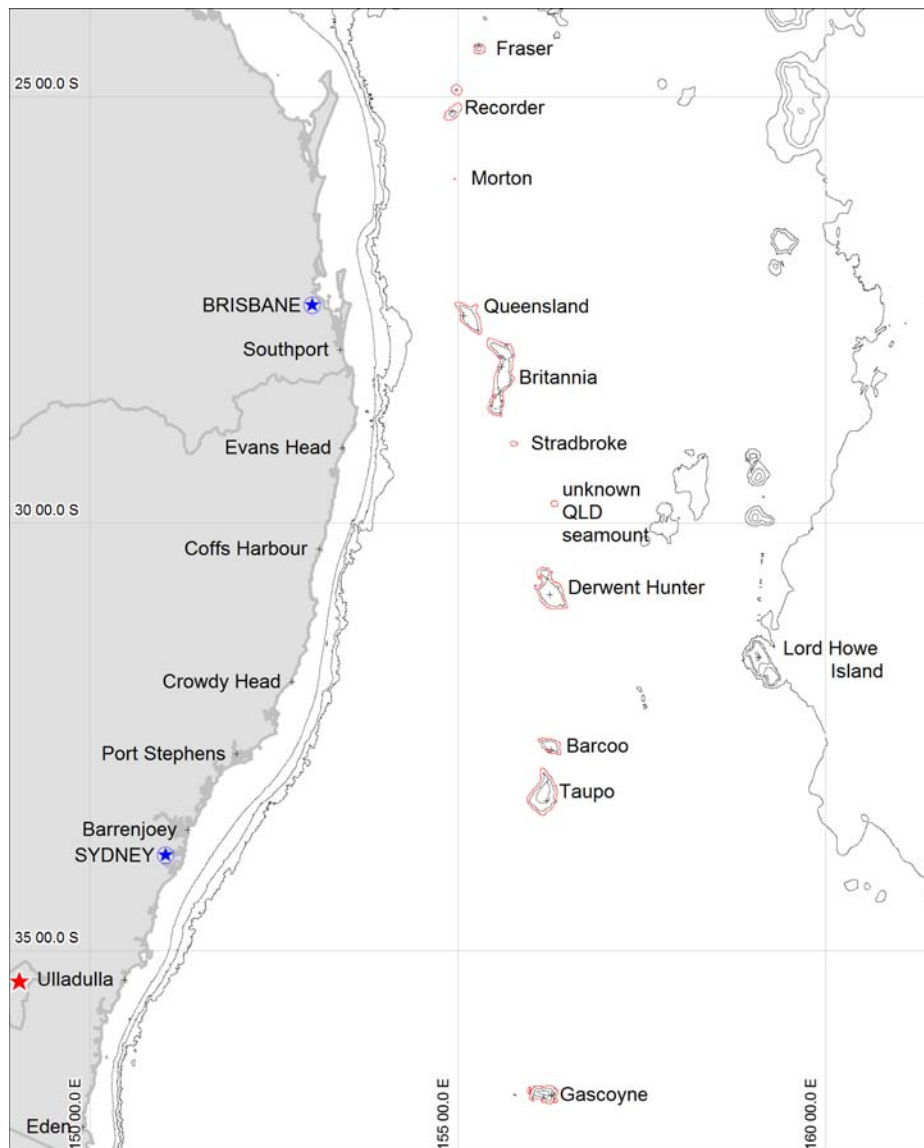 Fraser
25 00.0 S
Recorder
Morton
BRISBANE
Queensland
Southport
Britannia
Evans Head
Stradbroke
unknown
QLD
seamount
30 00.0 S
Coffs Harbour
Derwent Hunter
Lord Howe
Island
Crowdy Head
Port Stephens
Barcoo
Taupo
Barrenjoey
SYDNEY
35 00.0 S
Ulladulla
150 00.0 E
155 00.0 E
160 00.0 E
Gascoyne
Eden